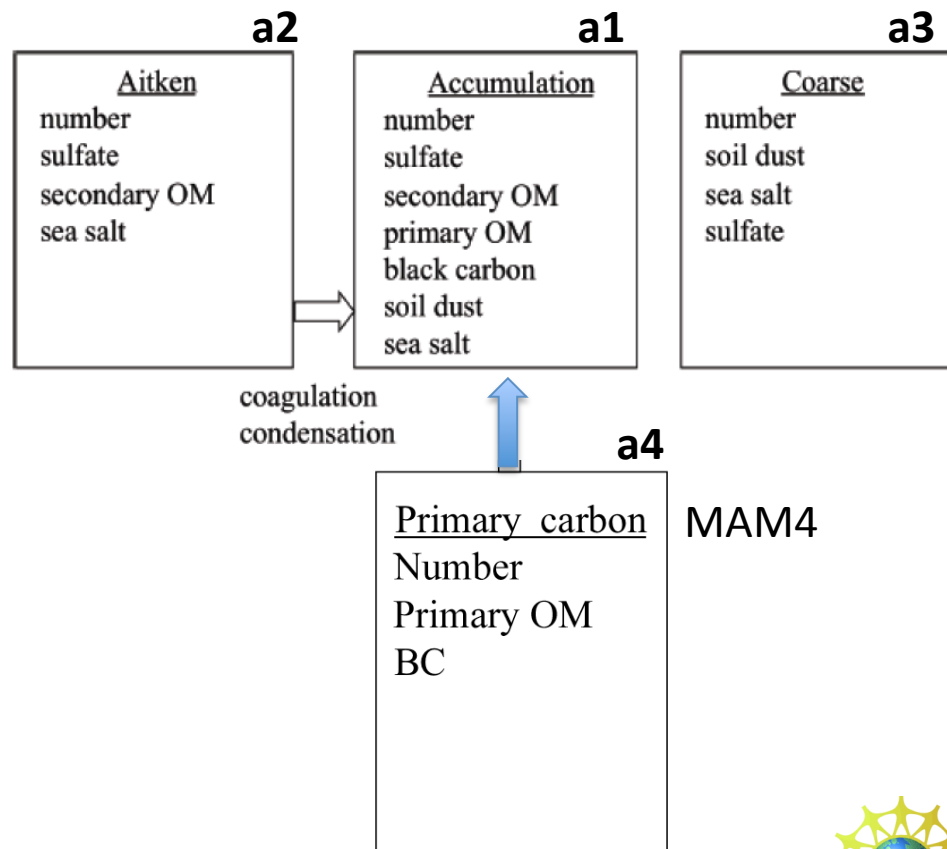 a2
Aitken
number
sulfate
secondary OM
sea salt
a1
Accumulation
number
sulfate
secondary OM
primary OM
black carbon
soil dust
sea salt
a3
Coarse
number
soil dust
sea salt
sulfate
coagulation
condensation
a4
Primary carbon
Number
Primary OM
BC
MAM4